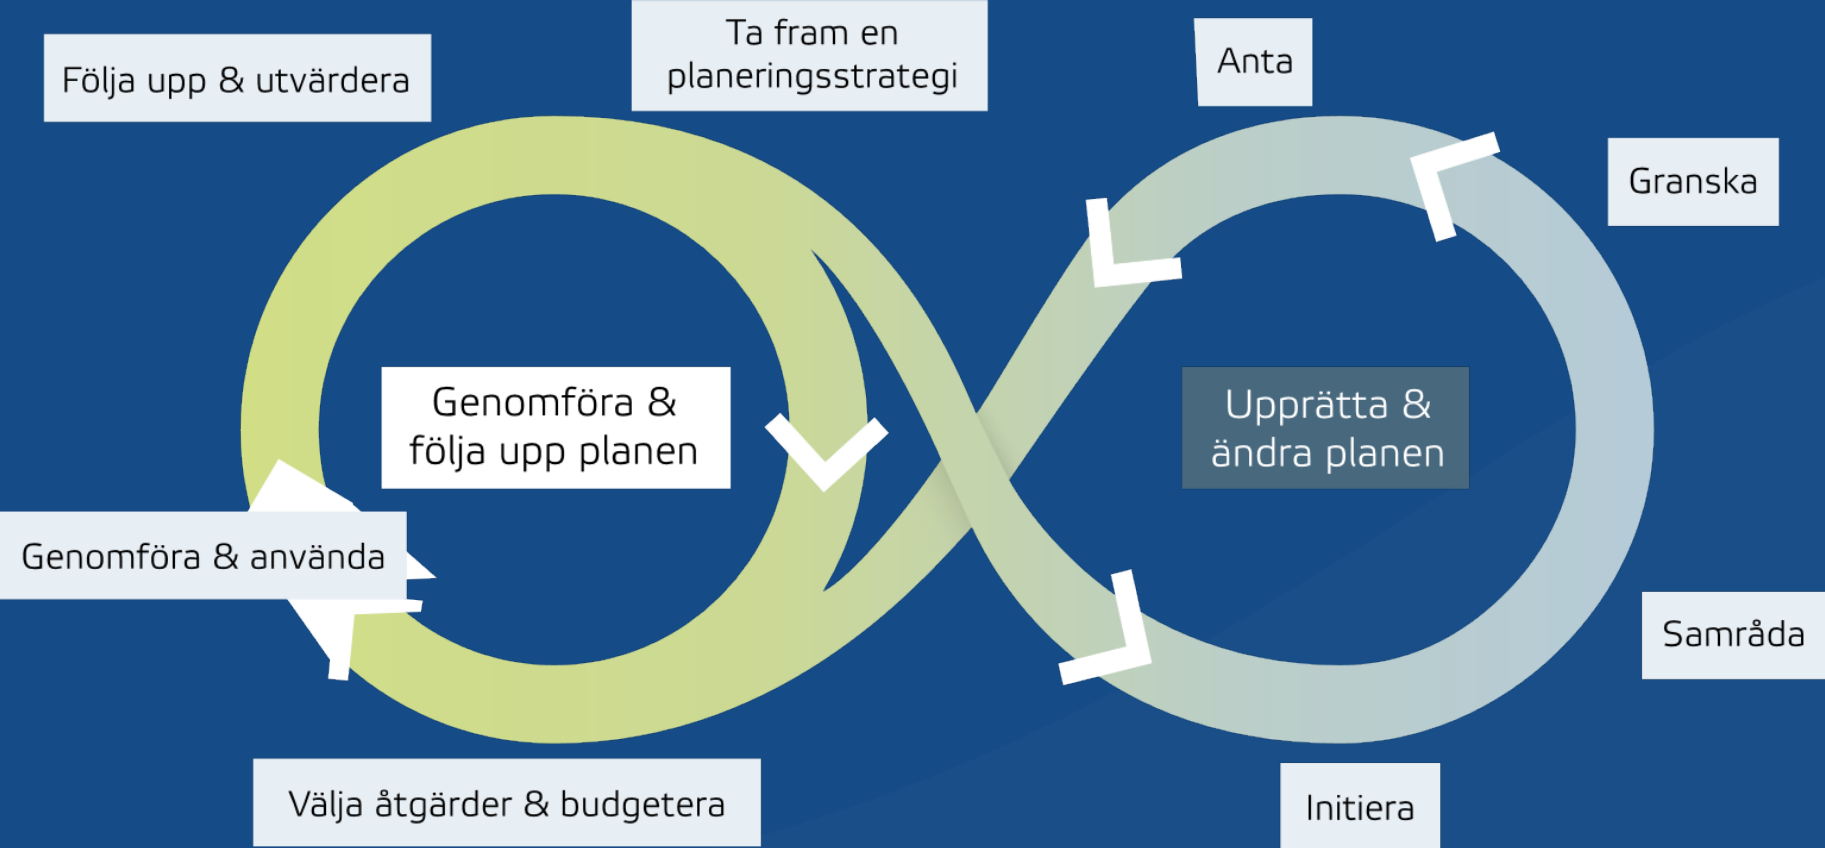 Följa upp & utvärdera
Ta fram en
planeringsstrategi
Anta
Granska
Genomföra &
följa upp planen
Upprätta &
ändra planen
Genomföra & använda
Samråda
Välja åtgärder & budgetera
Initiera